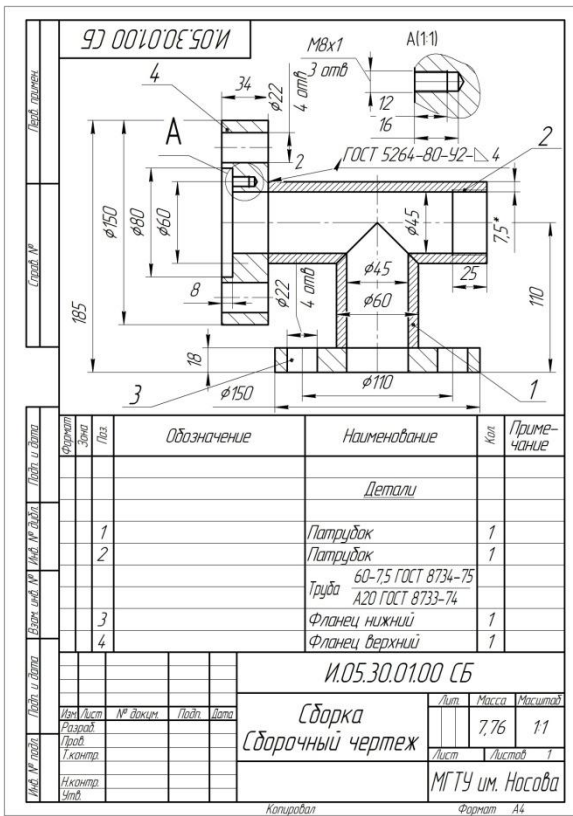 И.05.30.01.00 СБ
Перв. примен.
Справ. №
Подп. и дата
Инв. № дубл.
Взам. инв. №
Подп. и дата
Инв. № подл.
4
34
⌀22
4 отв
М8х1
3 отв
А(1:1)
12
16
А
2
ГОСТ 5264-80-У2-◺ 4
2
⌀150
⌀80
⌀60
⌀45
7,5*
25
8
⌀22
4 отв
⌀45
⌀60
185
110
18
3
⌀110
1
⌀150
Формат Зона Поз. Обозначение Наименование Кол. Приме-
чание
Детали
1 Патрубок 1
2 Патрубок 1
Труба 60-7,5 ГОСТ 8734-75
А20 ГОСТ 8733-74
3 Фланец нижний 1
4 Фланец верхний 1
И.05.30.01.00 СБ
Изм. Лист № докум. Подп. Дата
Разраб.
Пров.
Т.контр.
Н.контр.
Утв.
Сборка
Сборочный чертеж
Лит. Масса Масштаб
7,76 1:1
Лист Листов 1
МГТУ им. Носова
Копировал Формат А4